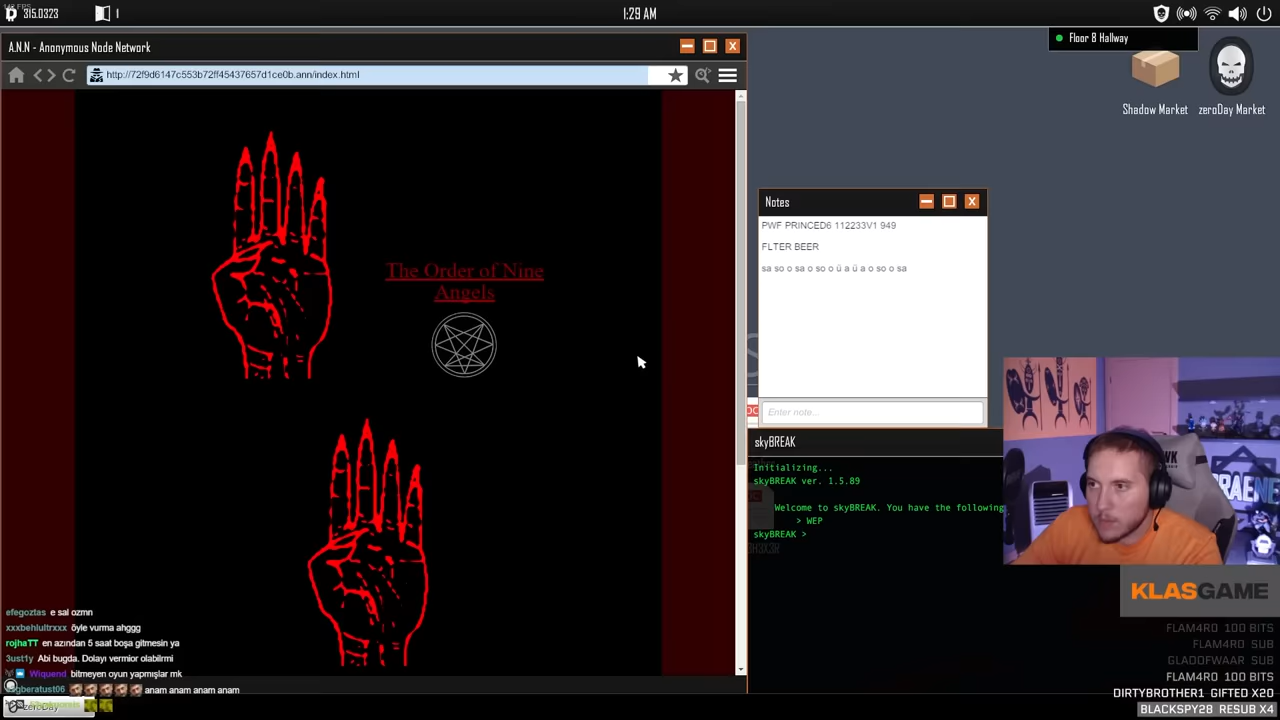 315.0323
1
1:29 AM
A.N.N - Anonymous Node Network
http://72f9d6147c553b72ff45437657d1ce0b.ann/index.html
Floor 8 Hallway
Shadow Market
zeroDay Market
The Order of Nine
Angels
Notes
PWF PRINCED6 112233V1 949
FLTER BEER
sa so o sa o so o ü a ü a o so o sa
Enter note...
skyBREAK
Initializing...
skyBREAK ver. 1.5.89
Welcome to skyBREAK. You have the following
> WEP
skyBREAK >
efegoztas e sal ozmn
xxxbehlultrxxx öyle vurma ahggg
rojhaTT en azından 5 saat boşa gitmesin ya
3ust1y Abi bugda. Dolayı vermior olabilrmi
Wiquend bitmeyen oyun yapmışlar mk
anam anam anam anam
zeroDay
KLASGAME
FLAM4R0 100 BITS
FLAM4R0 SUB
GLADOFWAAR SUB
FLAM4R0 100 BITS
DIRTYBROTHER1 GIFTED X20
BLACKSPY28 RESUB X4